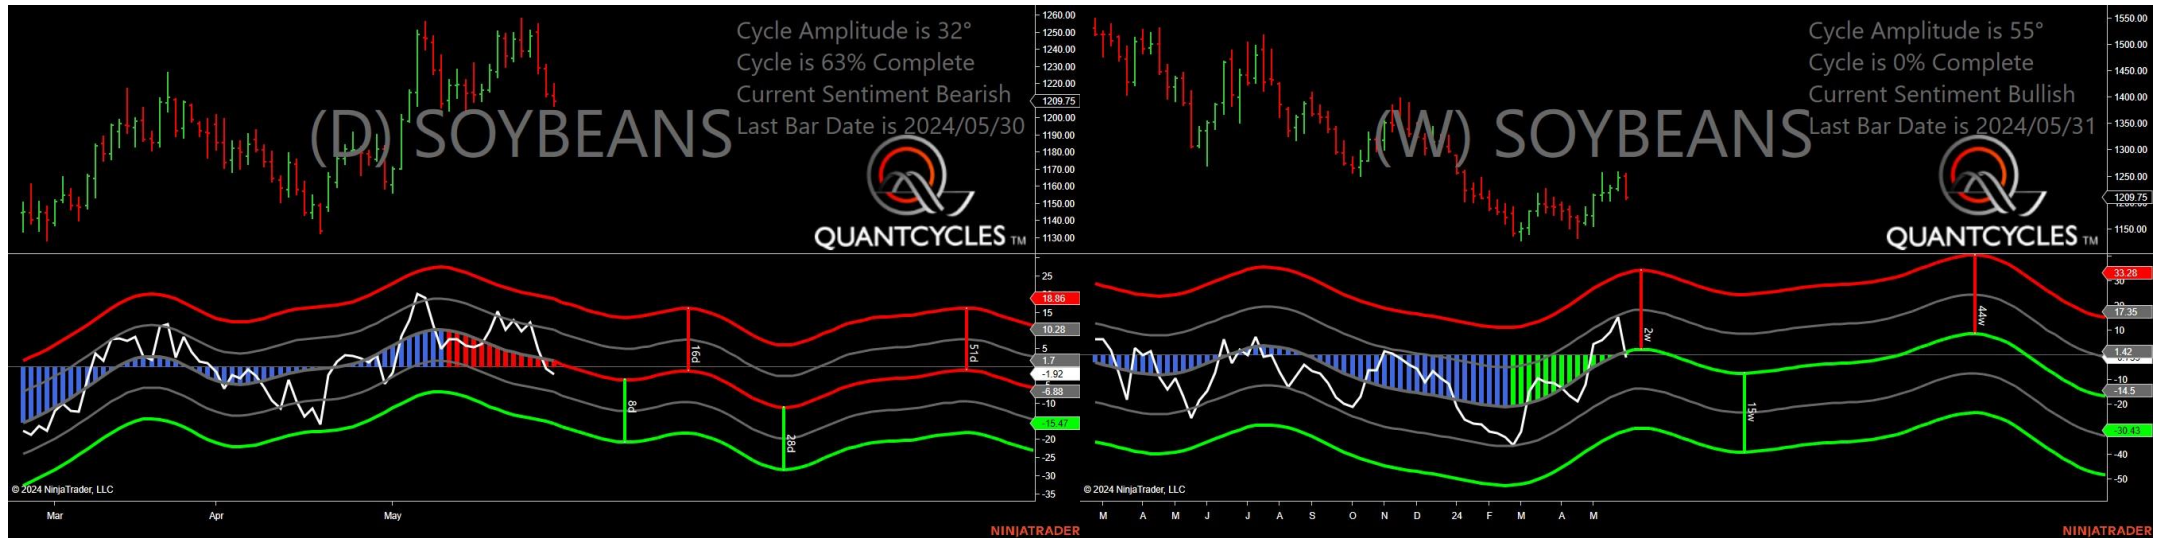 Cycle Amplitude is 32°
Cycle is 63% Complete
Current Sentiment Bearish
Last Bar Date is 2024/05/30
(D) SOYBEANS
QUANTCYCLES TM
1260.00
1250.00
1240.00
1230.00
1220.00
1209.75
1200.00
1190.00
1180.00
1170.00
1160.00
1150.00
1140.00
1130.00
25
18.86
15
10.28
5
1.7
-1.92
-6.88
-10
-15.47
-20
-25
-30
-35
8d
16d
28d
51d
© 2024 NinjaTrader, LLC
Mar Apr May
NINJATRADER
Cycle Amplitude is 55°
Cycle is 0% Complete
Current Sentiment Bullish
Last Bar Date is 2024/05/31
(W) SOYBEANS
QUANTCYCLES TM
1550.00
1500.00
1450.00
1400.00
1350.00
1300.00
1250.00
1209.75
1150.00
33.28
30
20
17.35
10
1.42
-10
-14.5
-20
-30.43
-40
-50
2w
15w
44w
© 2024 NinjaTrader, LLC
M A M J J A S O N D 24 F M A M
NINJATRADER